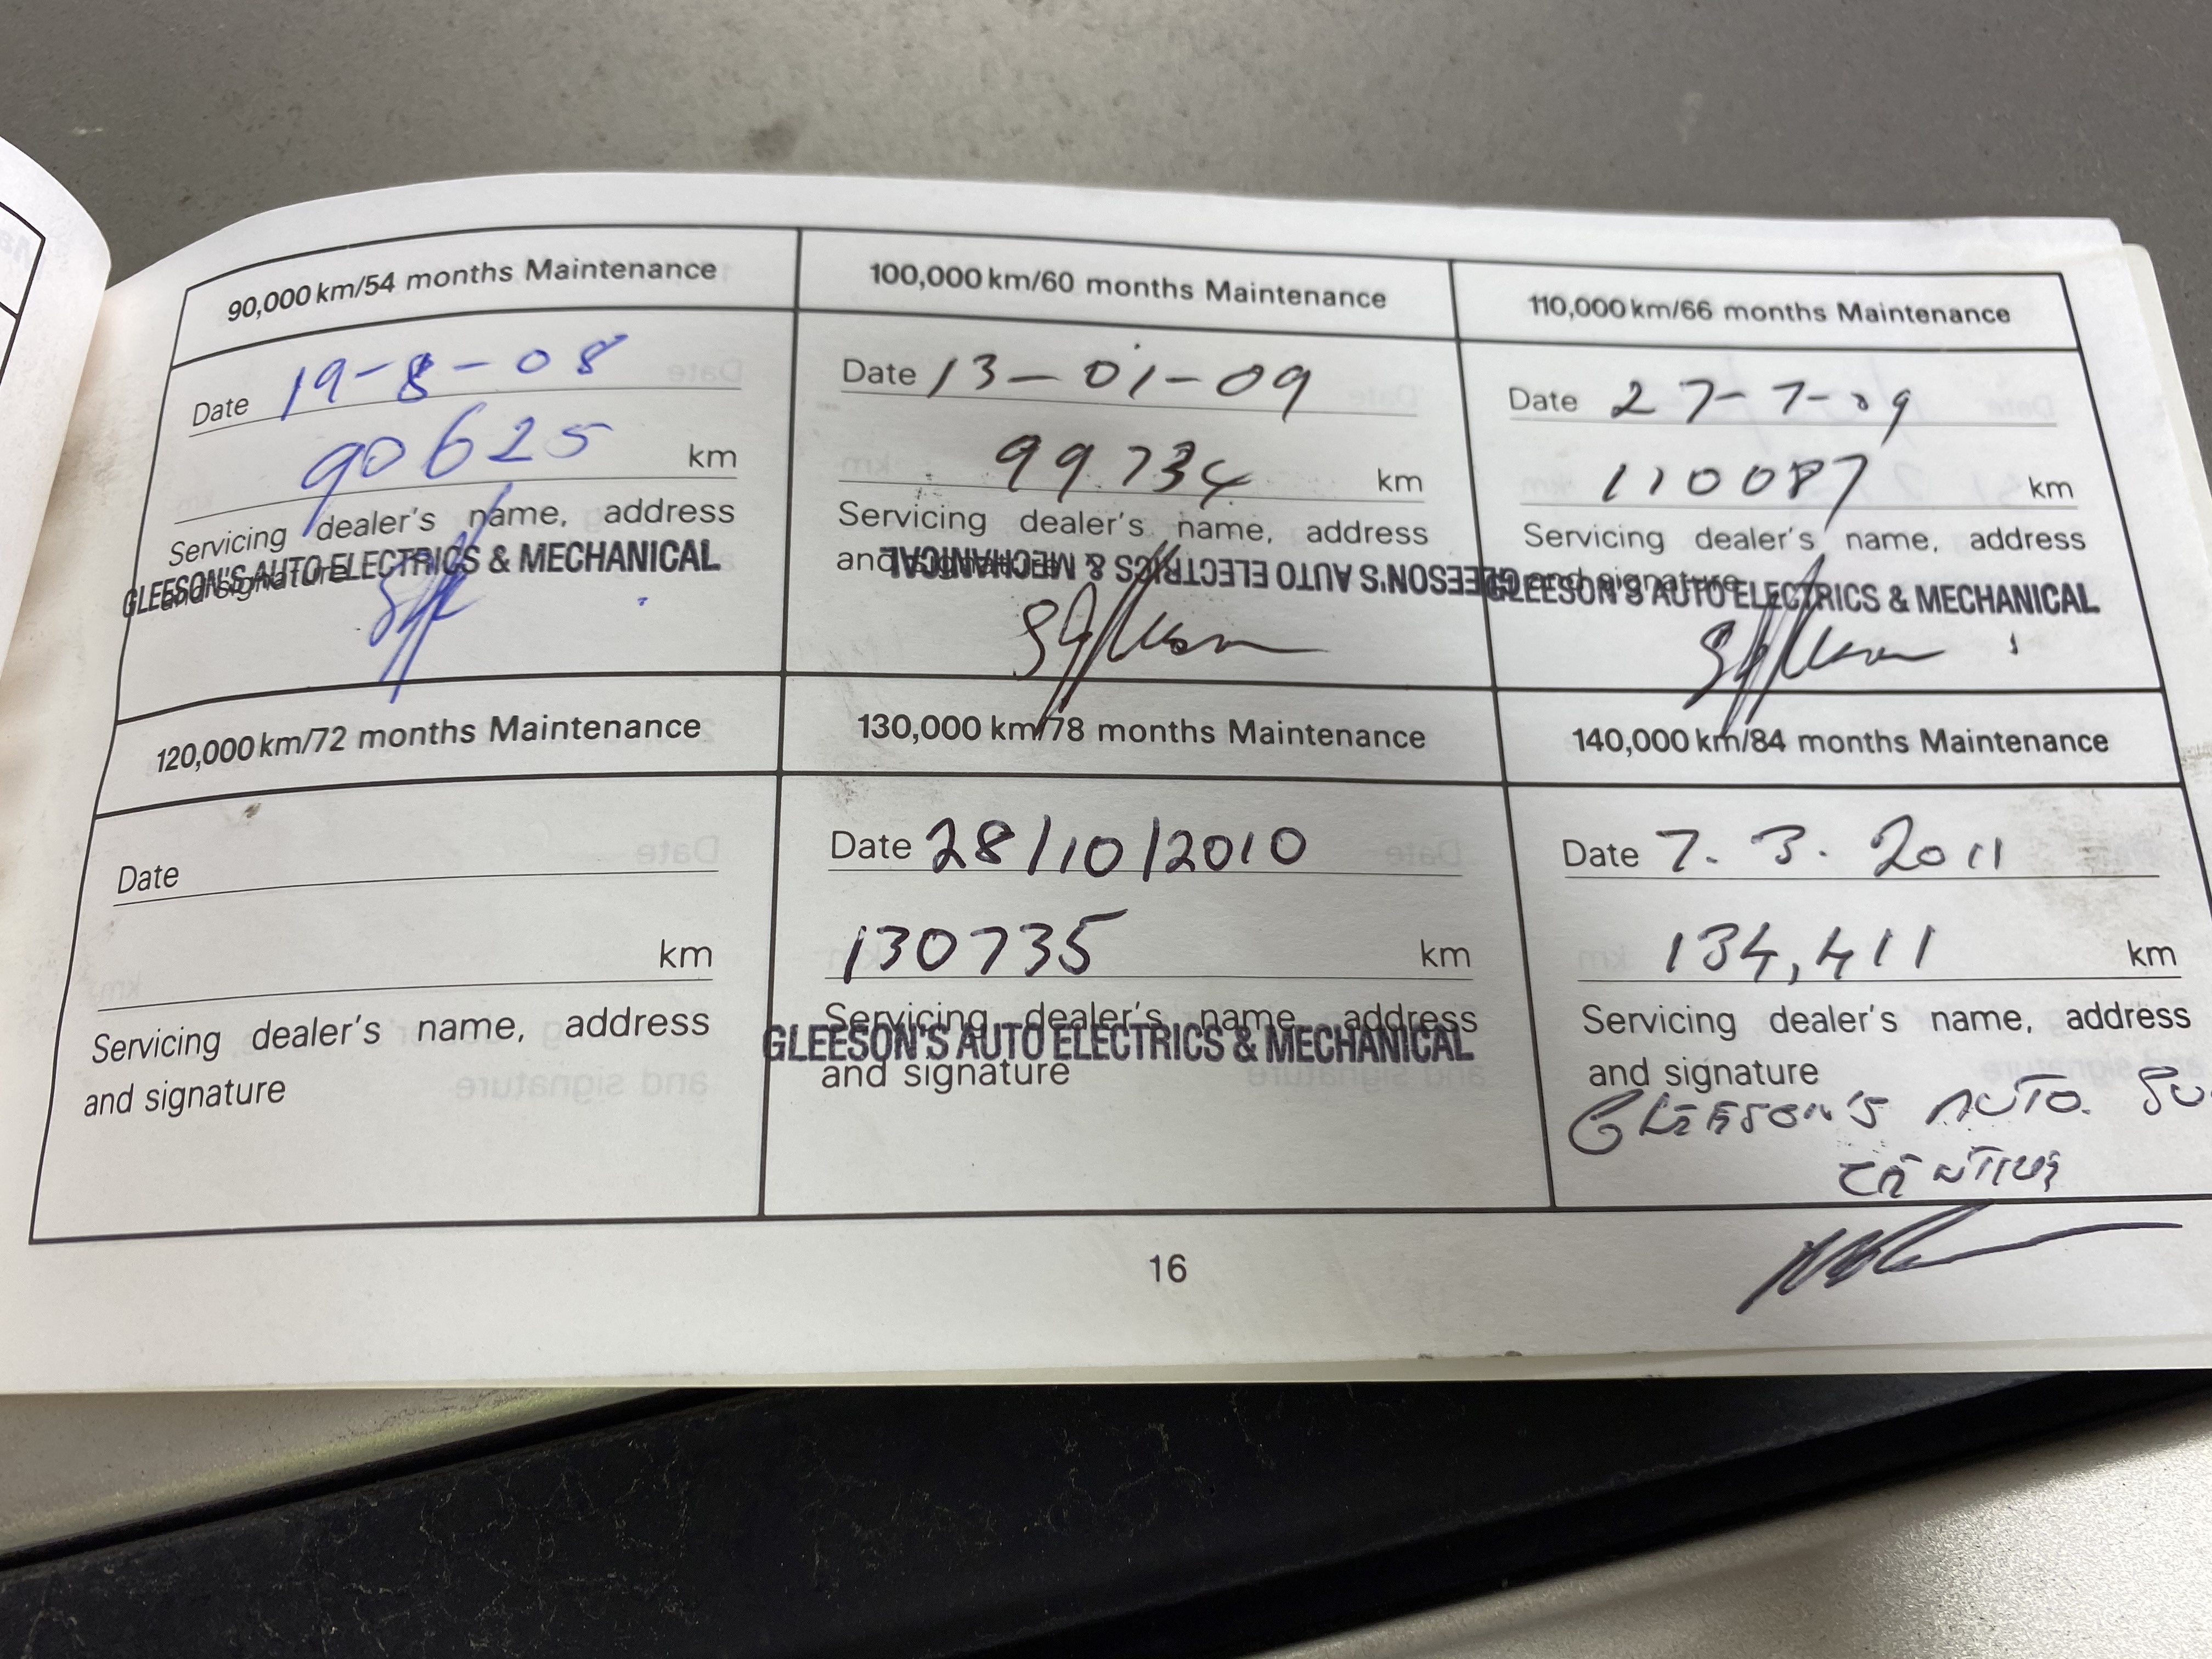 90,000 km/54 months Maintenance
Date 19-8-08
90625 km
Servicing dealer's name, address
and signature
GLEESON'S AUTO ELECTRICS & MECHANICAL
100,000 km/60 months Maintenance
Date 13-01-09
99734 km
Servicing dealer's name, address
and signature
GLEESON'S AUTO ELECTRICS & MECHANICAL
110,000 km/66 months Maintenance
Date 27-7-09
110087 km
Servicing dealer's name, address
and signature
GLEESON'S AUTO ELECTRICS & MECHANICAL
120,000 km/72 months Maintenance
Date
km
Servicing dealer's name, address
and signature
130,000 km/78 months Maintenance
Date 28/10/2010
130735 km
Servicing dealer's name, address
GLEESON'S AUTO ELECTRICS & MECHANICAL
and signature
140,000 km/84 months Maintenance
Date 7.3.2011
134,411 km
Servicing dealer's name, address
and signature
GLEESON'S AUTO.
16